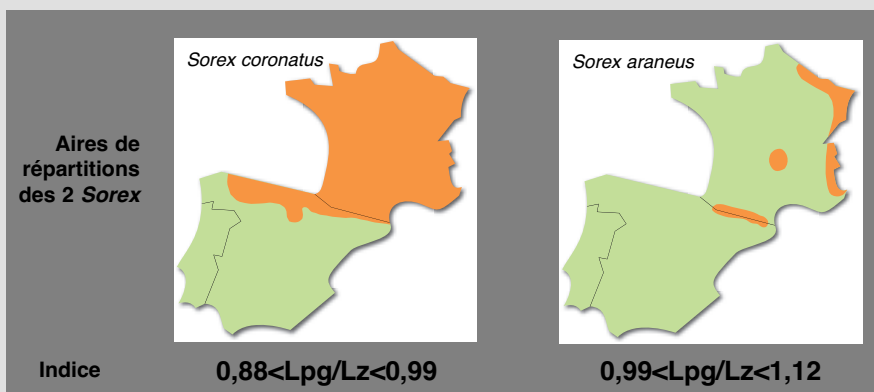 Sorex coronatus
Sorex araneus
Aires de
répartitions
des 2 Sorex
Indice
0,88<Lpg/Lz<0,99
0,99<Lpg/Lz<1,12